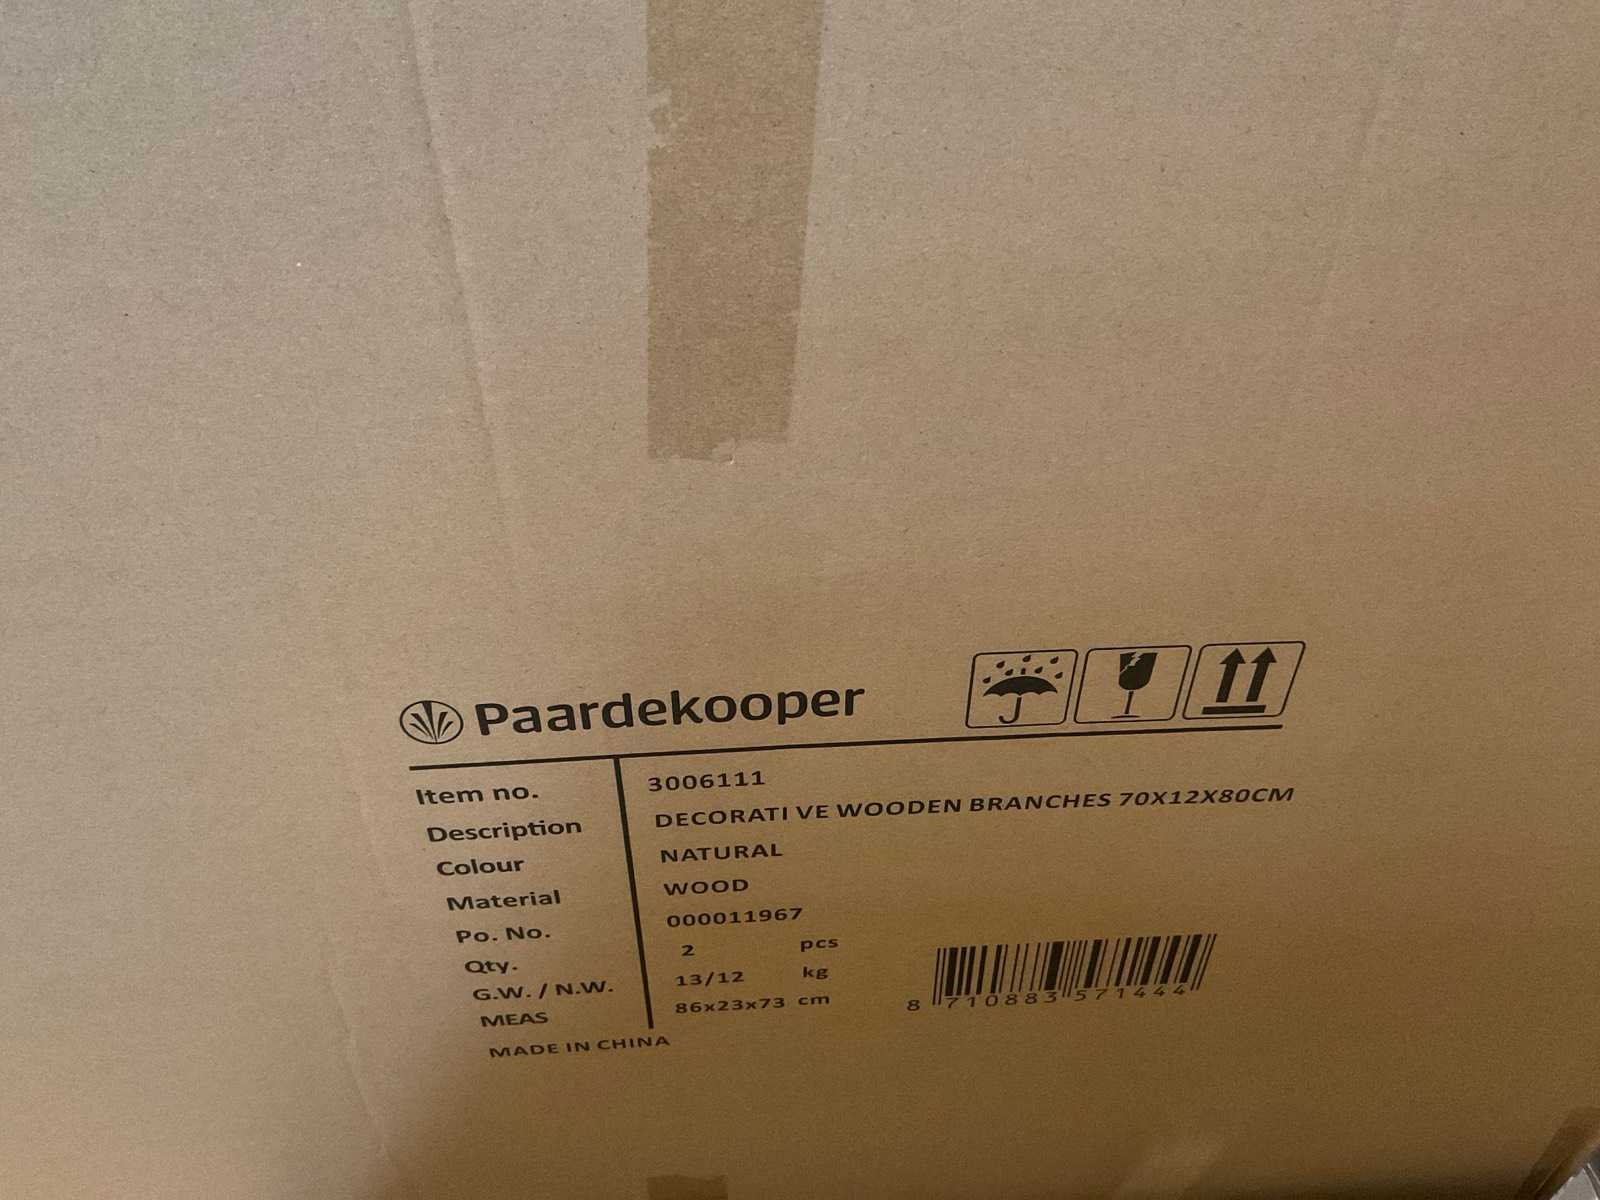 Paardekooper
Item no. 3006111
Description DECORATI VE WOODEN BRANCHES 70X12X80CM
Colour NATURAL
Material WOOD
Po. No. 000011967
Qty. 2 pcs
G.W. / N.W. 13/12 kg
MEAS 86x23x73 cm
MADE IN CHINA
8 710883 571444